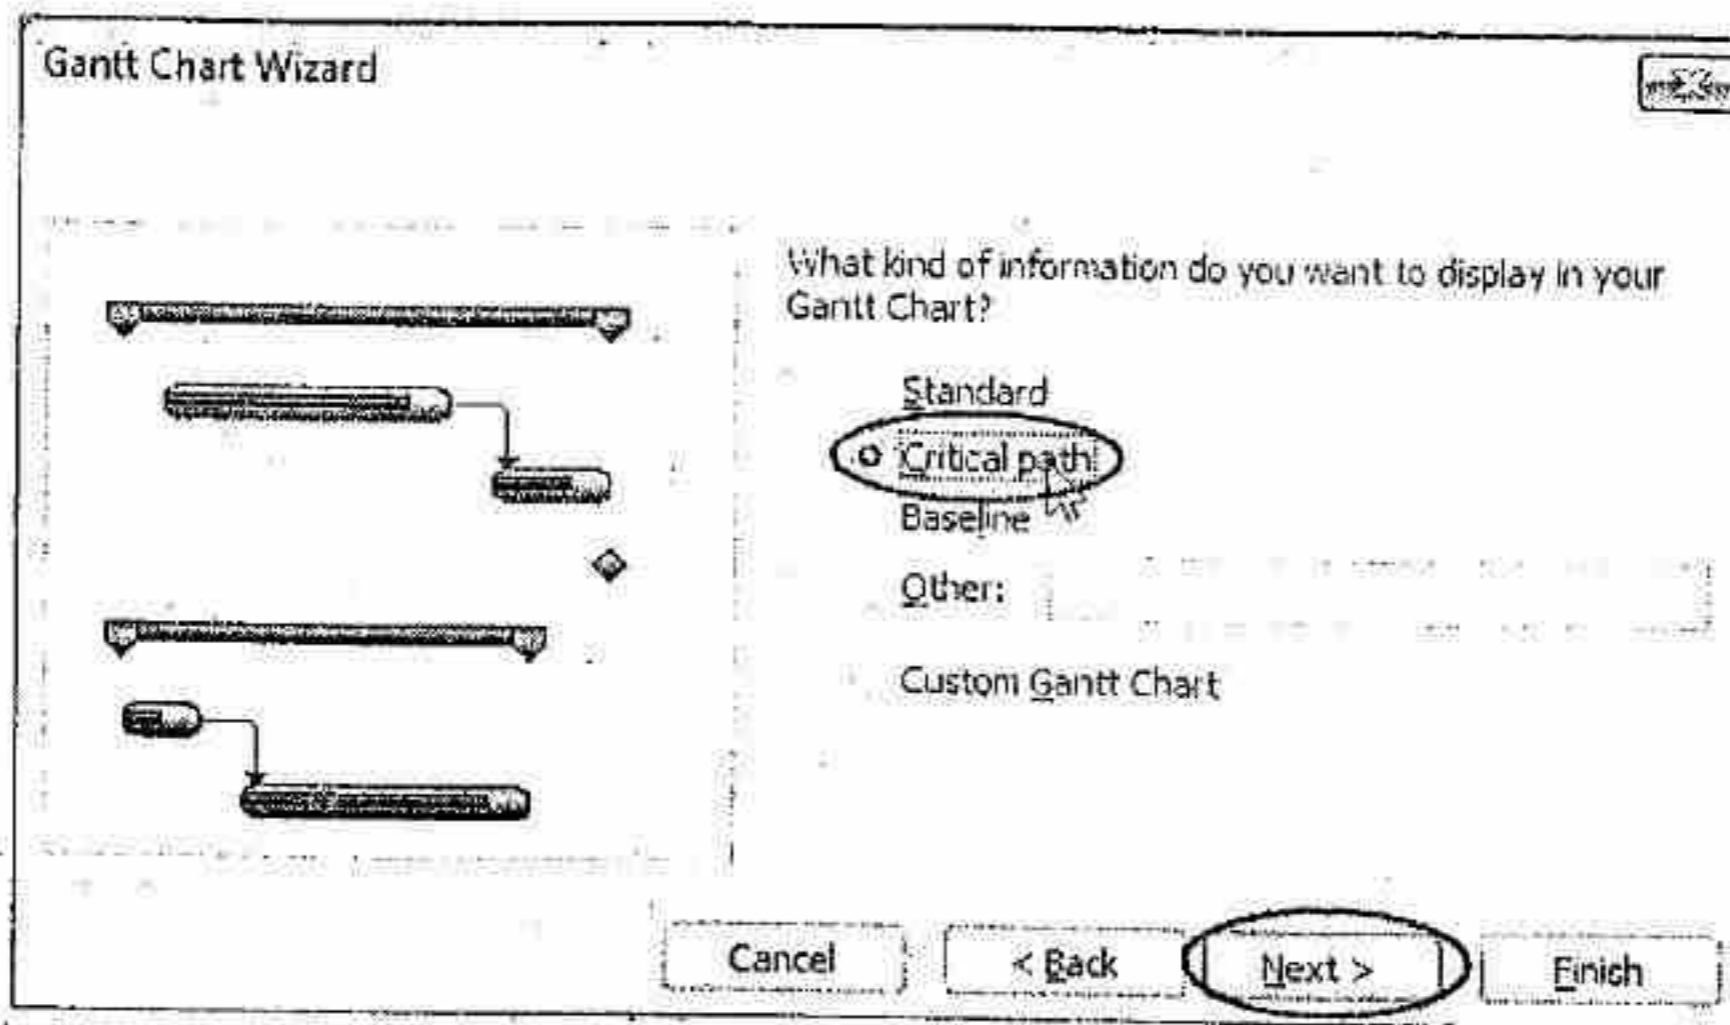 Gantt Chart Wizard
What kind of information do you want to display in your
Gantt Chart?
Standard
Critical path
Baseline
Other:
Custom Gantt Chart
Cancel
< Back
Next >
Finish